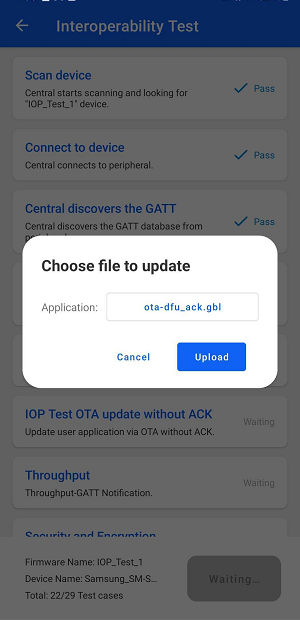 Interoperability Test
Scan device
Central starts scanning and looking for
"IOP_Test_1" device.
Pass
Connect to device
Central connects to peripheral.
Pass
Central discovers the GATT
Central discovers the GATT database from
Pass
Choose file to update
Application:
ota-dfu_ack.gbl
Cancel
Upload
IOP Test OTA update without ACK
Update user application via OTA without ACK.
Waiting
Throughput
Throughput-GATT Notification.
Waiting
Security and Encryption
Firmware Name: IOP_Test_1
Device Name: Samsung_SM-S...
Total: 22/29 Test cases
Waiting...